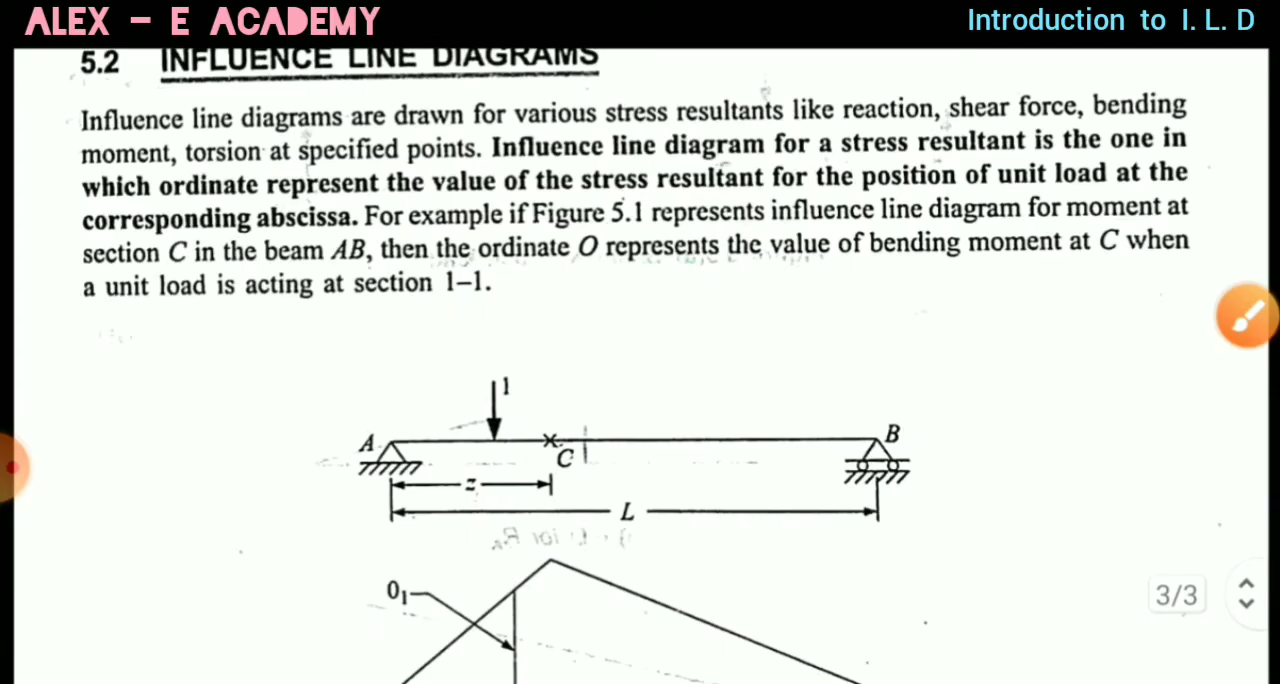 ALEX - E ACADEMY
Introduction to I. L. D
5.2 INFLUENCE LINE DIAGRAMS
Influence line diagrams are drawn for various stress resultants like reaction, shear force, bending
moment, torsion at specified points. Influence line diagram for a stress resultant is the one in
which ordinate represent the value of the stress resultant for the position of unit load at the
corresponding abscissa. For example if Figure 5.1 represents influence line diagram for moment at
section C in the beam AB, then the ordinate O represents the value of bending moment at C when
a unit load is acting at section 1–1.
1
A
B
C
z
L
O1
3/3